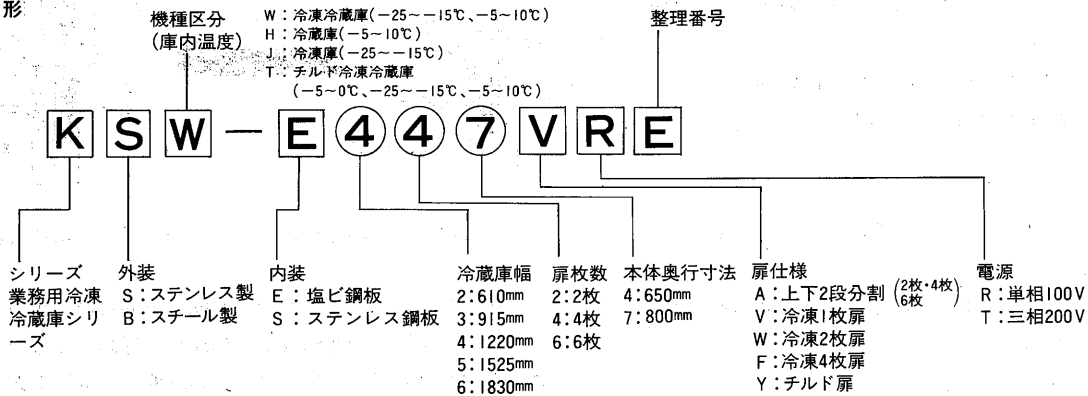 形
機種区分
(庫内温度)
W：冷凍冷蔵庫(−25〜−15℃、−5〜10℃)
H：冷蔵庫(−5〜10℃)
J：冷凍庫(−25〜−15℃)
T：チルド冷凍冷蔵庫
(−5〜0℃、−25〜−15℃、−5〜10℃)
整理番号
K S W − E 4 4 7 V R E
シリーズ
業務用冷凍
冷蔵庫シリ
ーズ
外装
S：ステンレス製
B：スチール製
内装
E：塩ビ鋼板
S：ステンレス鋼板
冷蔵庫幅
2：610mm
3：915mm
4：1220mm
5：1525mm
6：1830mm
扉枚数
2：2枚
4：4枚
6：6枚
本体奥行寸法
4：650mm
7：800mm
扉仕様
A：上下2段分割 (2枚・4枚
6枚)
V：冷凍1枚扉
W：冷凍2枚扉
F：冷凍4枚扉
Y：チルド扉
電源
R：単相100V
T：三相200V